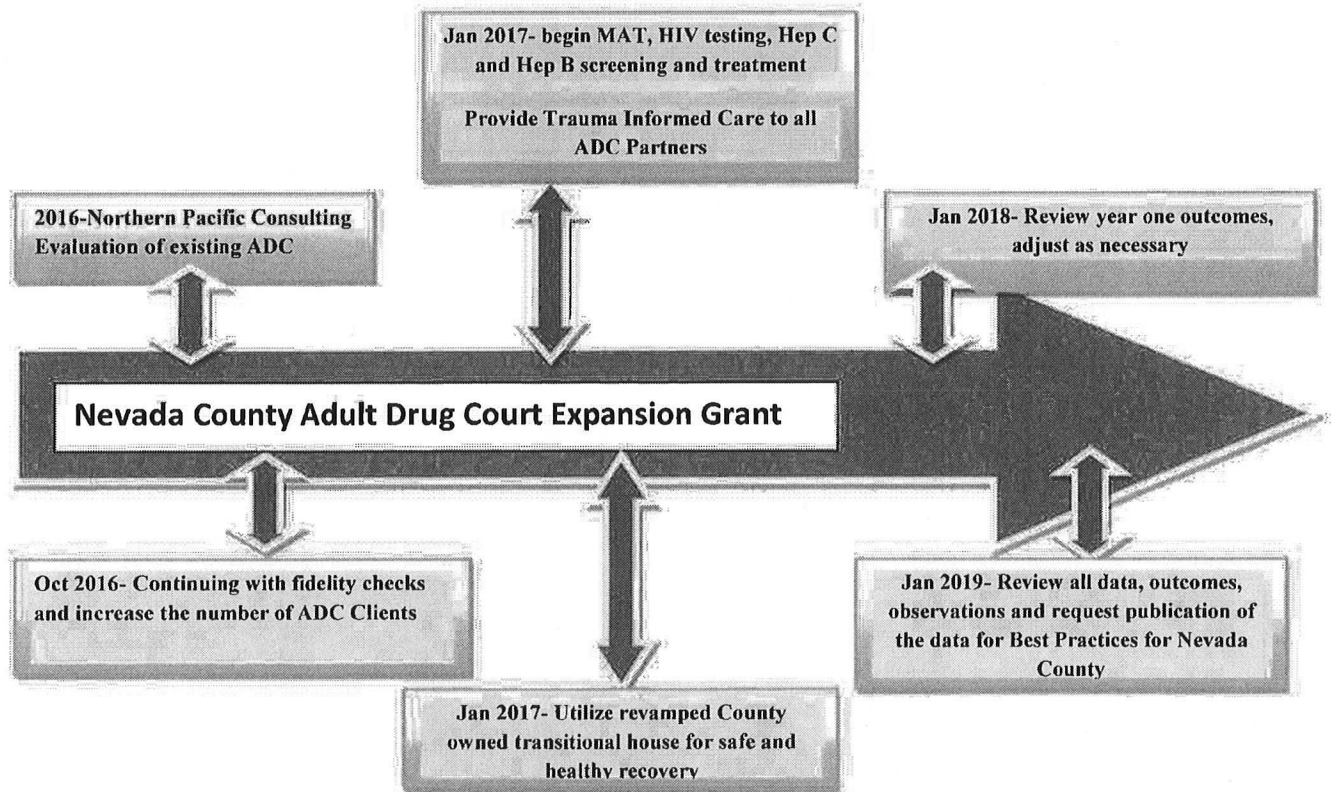 Jan 2017- begin MAT, HIV testing, Hep C
and Hep B screening and treatment
Provide Trauma Informed Care to all
ADC Partners
2016-Northern Pacific Consulting
Evaluation of existing ADC
Jan 2018- Review year one outcomes,
adjust as necessary
Nevada County Adult Drug Court Expansion Grant
Oct 2016- Continuing with fidelity checks
and increase the number of ADC Clients
Jan 2017- Utilize revamped County
owned transitional house for safe and
healthy recovery
Jan 2019- Review all data, outcomes,
observations and request publication of
the data for Best Practices for Nevada
County